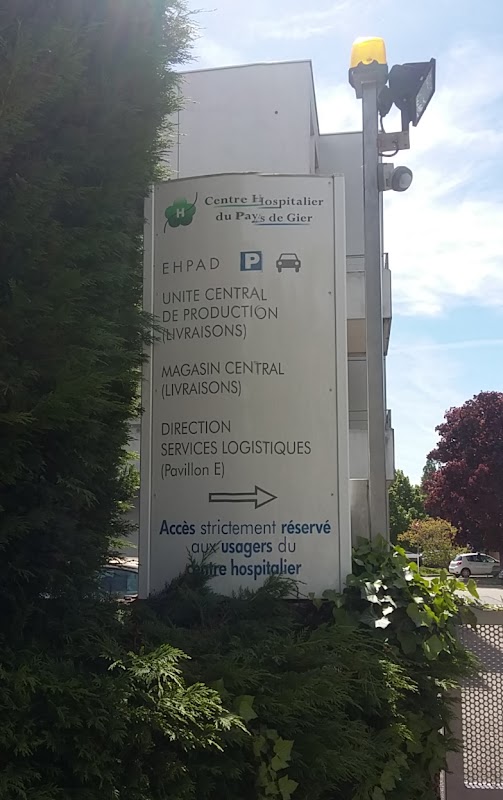 H Centre Hospitalier
du Pays de Gier
EHPAD P
UNITE CENTRAL
DE PRODUCTION
(LIVRAISONS)
MAGASIN CENTRAL
(LIVRAISONS)
DIRECTION
SERVICES LOGISTIQUES
(Pavillon E)
Accès strictement réservé
aux usagers du
centre hospitalier